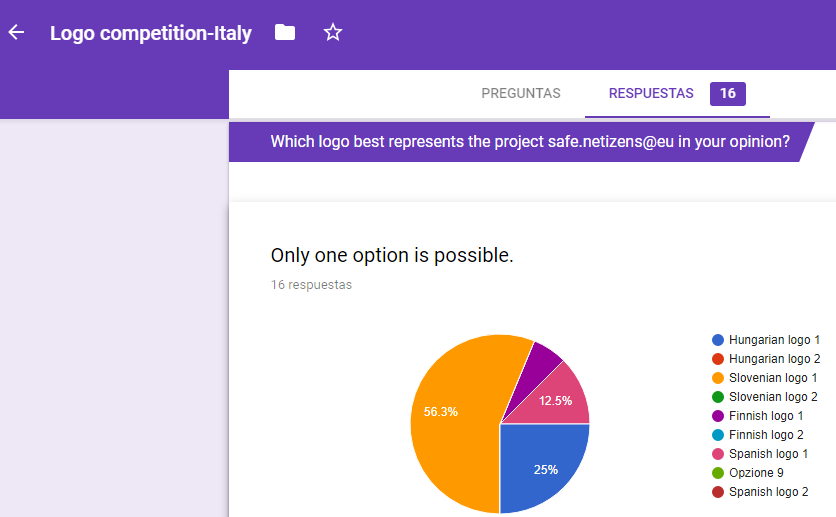 Logo competition-Italy
PREGUNTAS
RESPUESTAS
16
Which logo best represents the project safe.netizens@eu in your opinion?
Only one option is possible.
16 respuestas
56.3%
12.5%
25%
Hungarian logo 1
Hungarian logo 2
Slovenian logo 1
Slovenian logo 2
Finnish logo 1
Finnish logo 2
Spanish logo 1
Opzione 9
Spanish logo 2